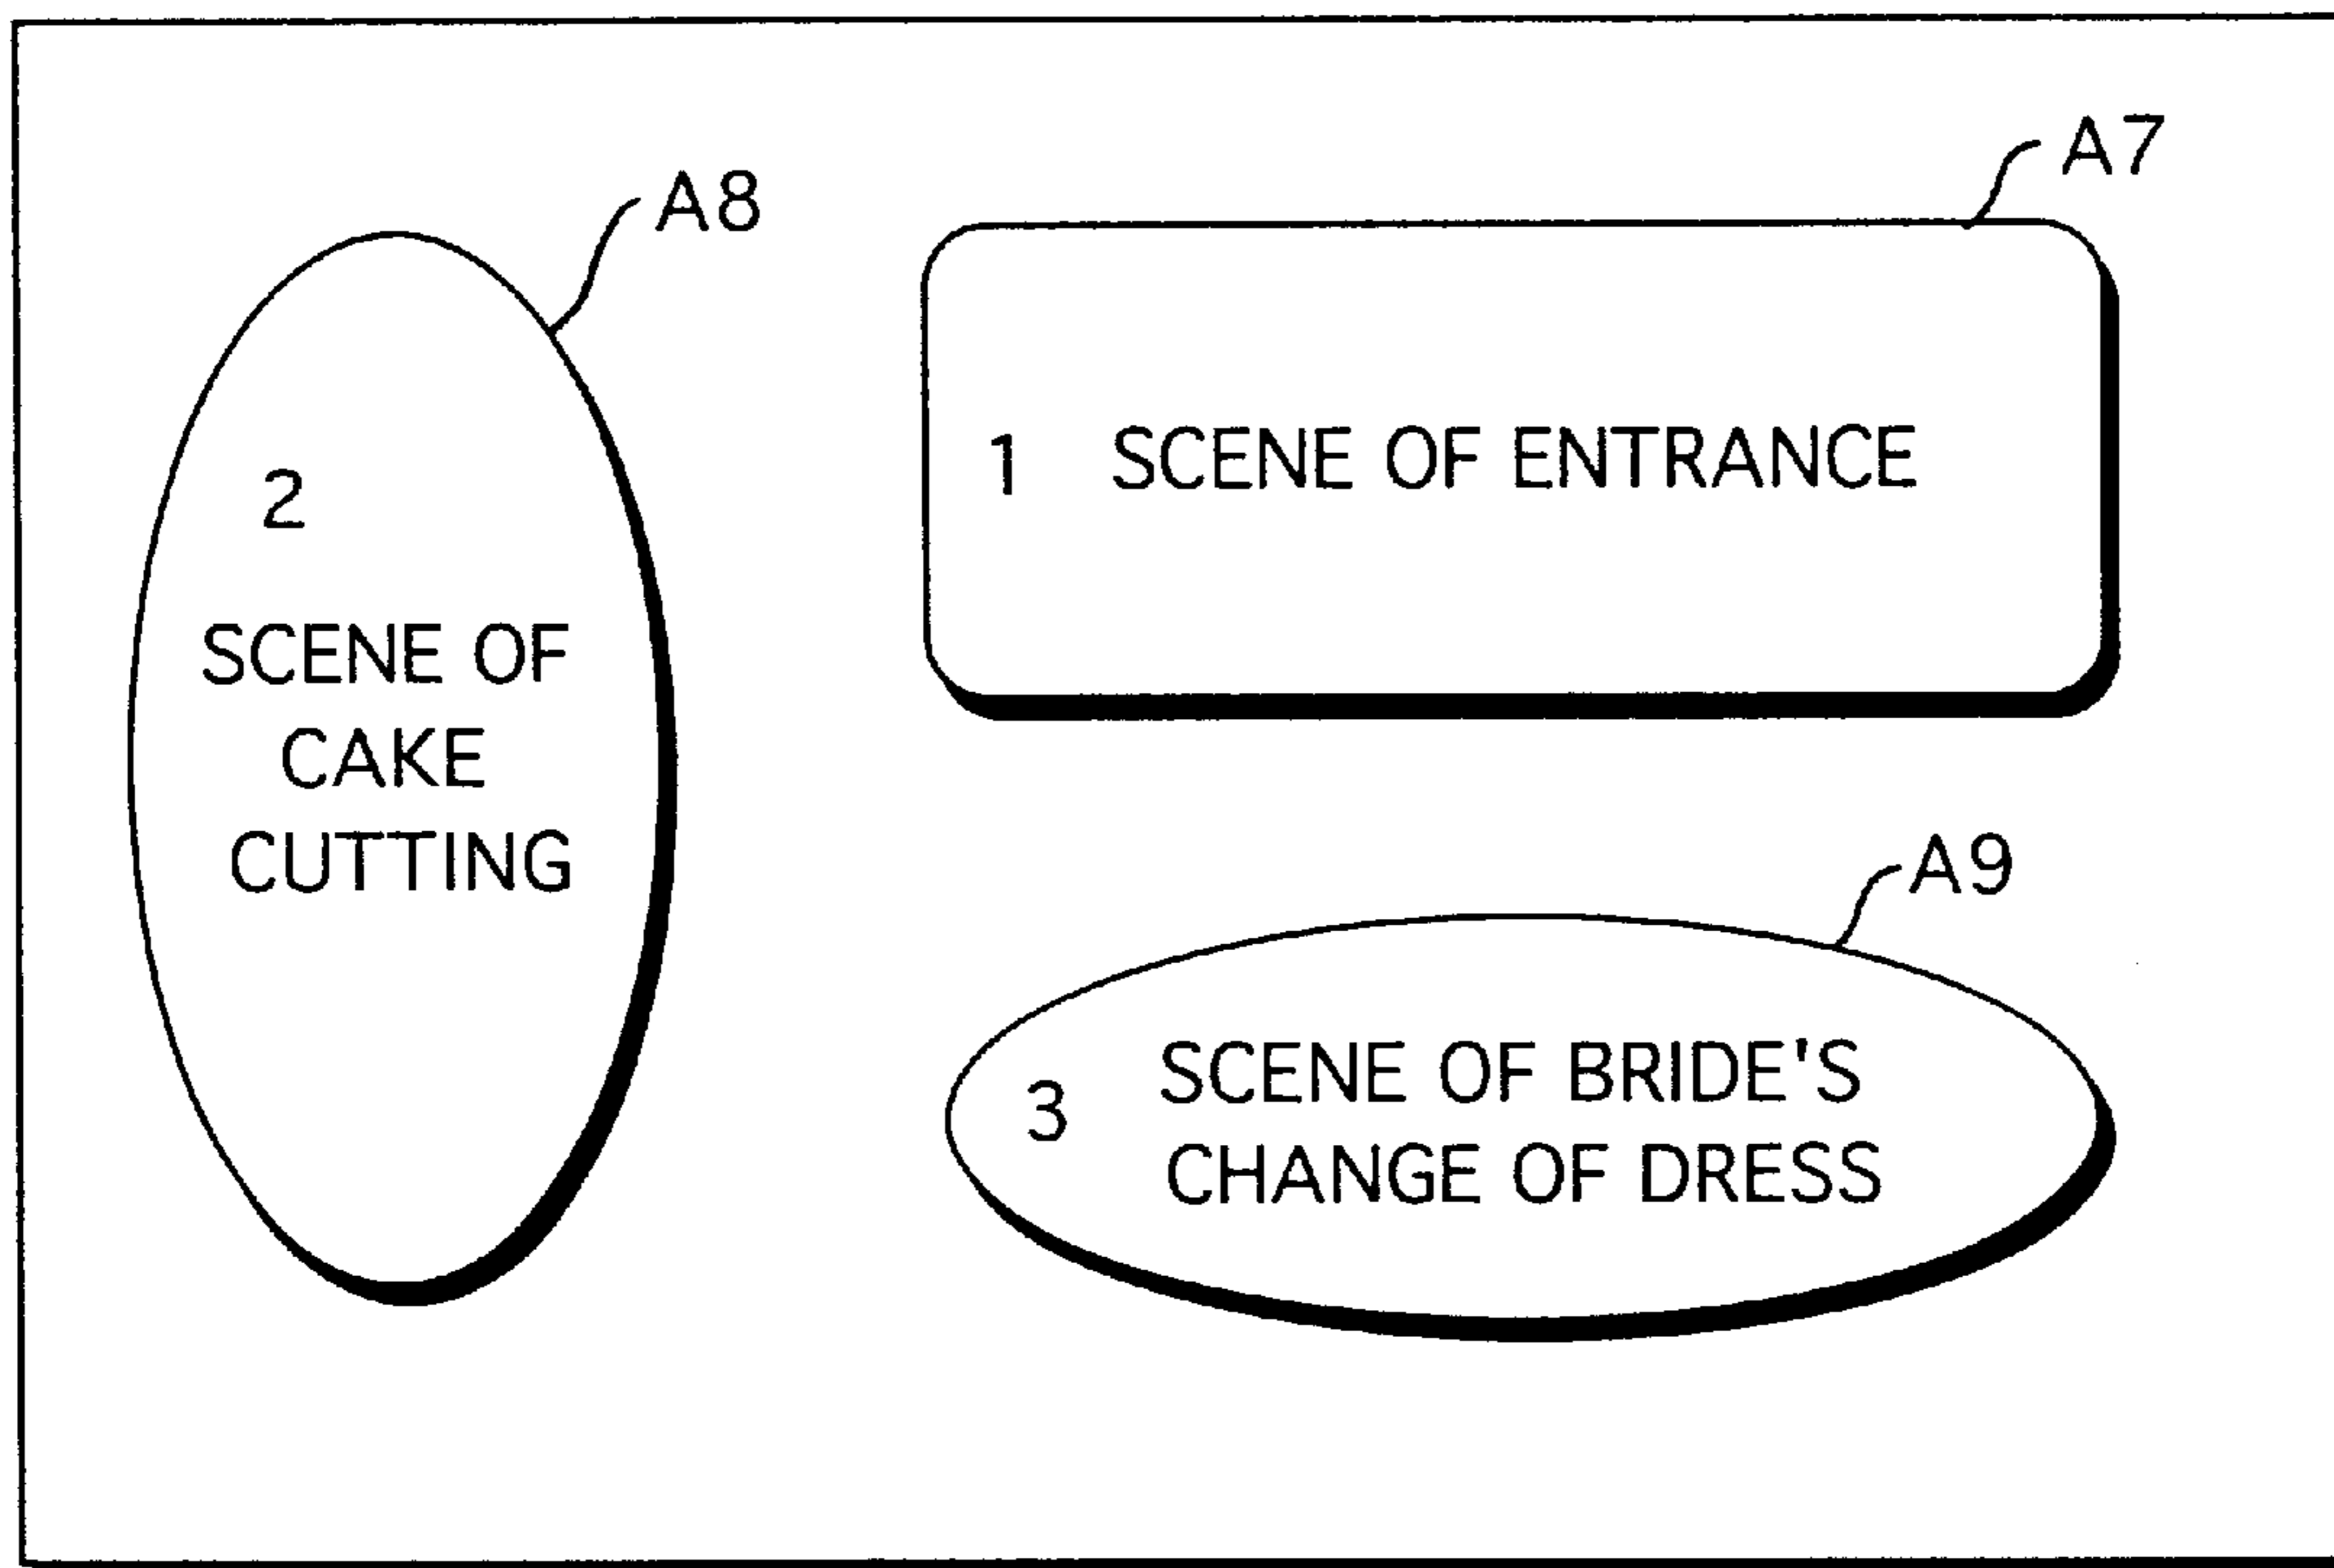 A8
2
SCENE OF
CAKE
CUTTING
A7
1 SCENE OF ENTRANCE
A9
3
SCENE OF BRIDE'S
CHANGE OF DRESS